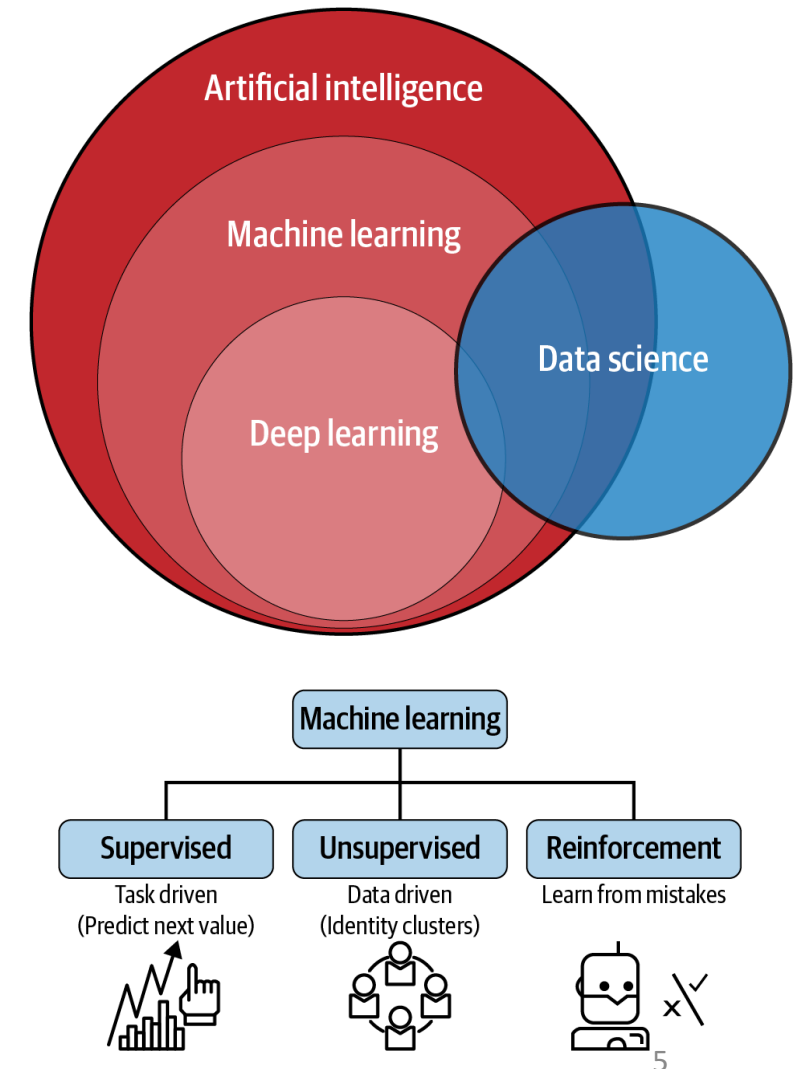 Artificial intelligence
Machine learning
Data science
Deep learning
Machine learning
Supervised
Unsupervised
Reinforcement
Task driven
(Predict next value)
Data driven
(Identity clusters)
Learn from mistakes
5